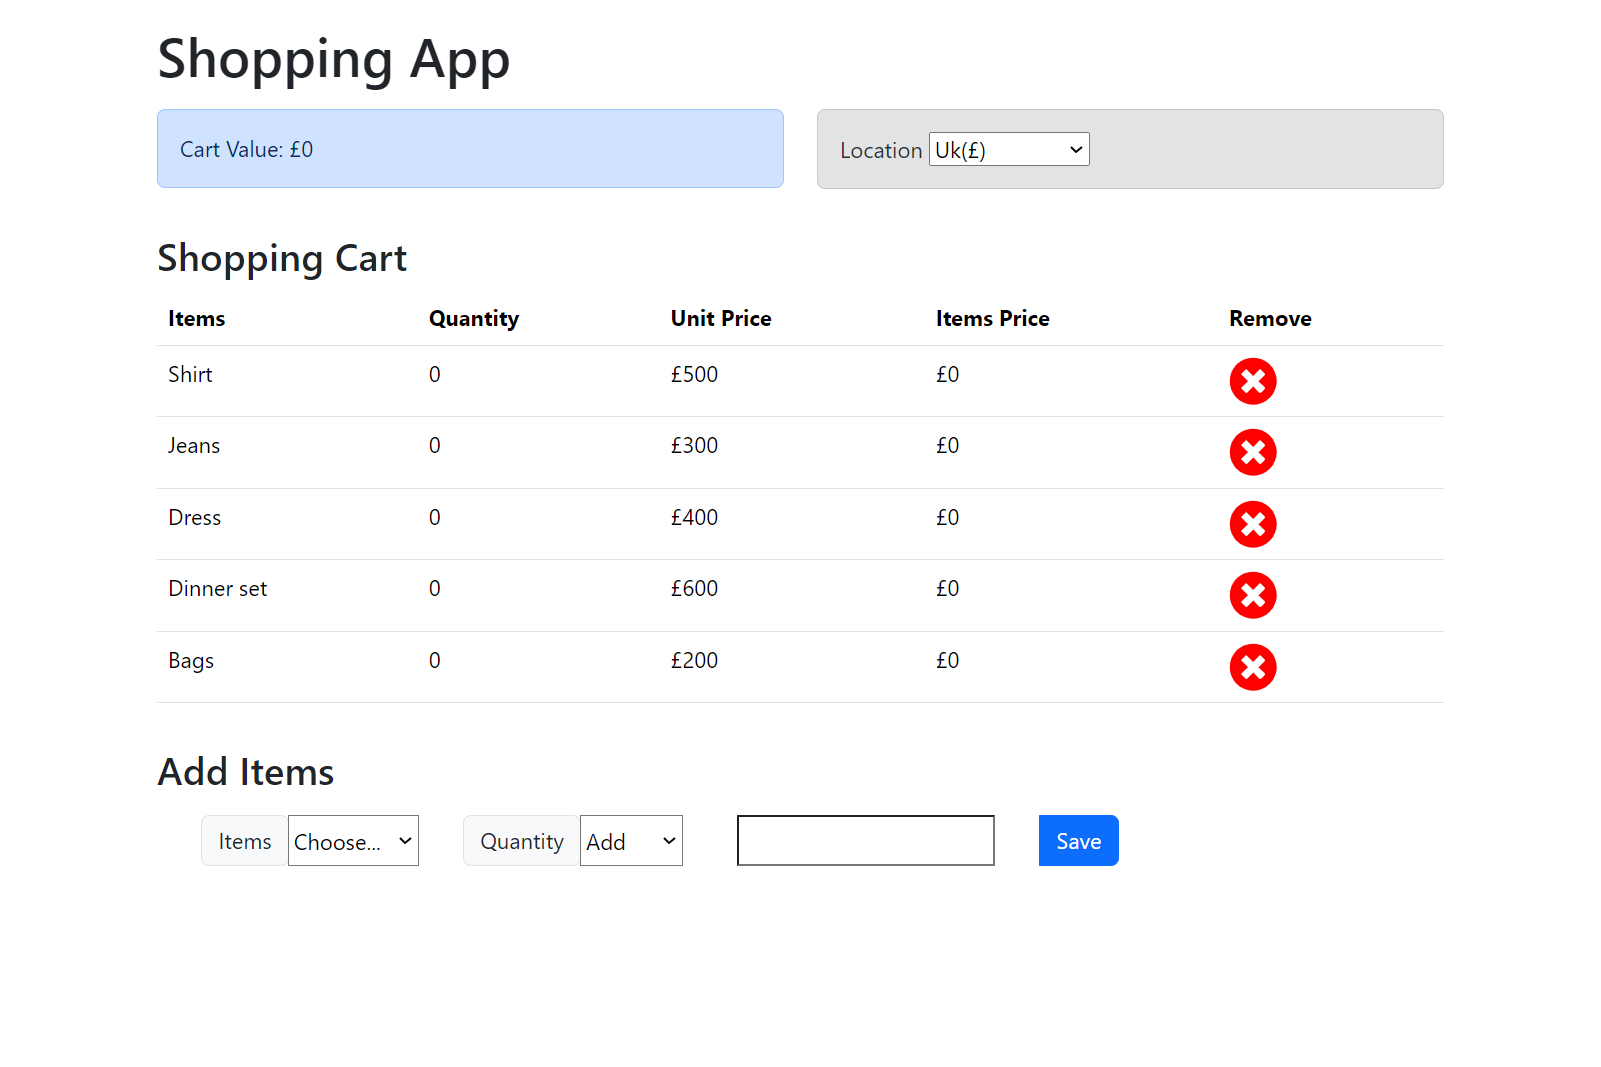 Shopping App
Cart Value: £0
Location Uk(£)
Shopping Cart
Items Quantity Unit Price Items Price Remove
Shirt 0 £500 £0
Jeans 0 £300 £0
Dress 0 £400 £0
Dinner set 0 £600 £0
Bags 0 £200 £0
Add Items
Items Choose... Quantity Add Save